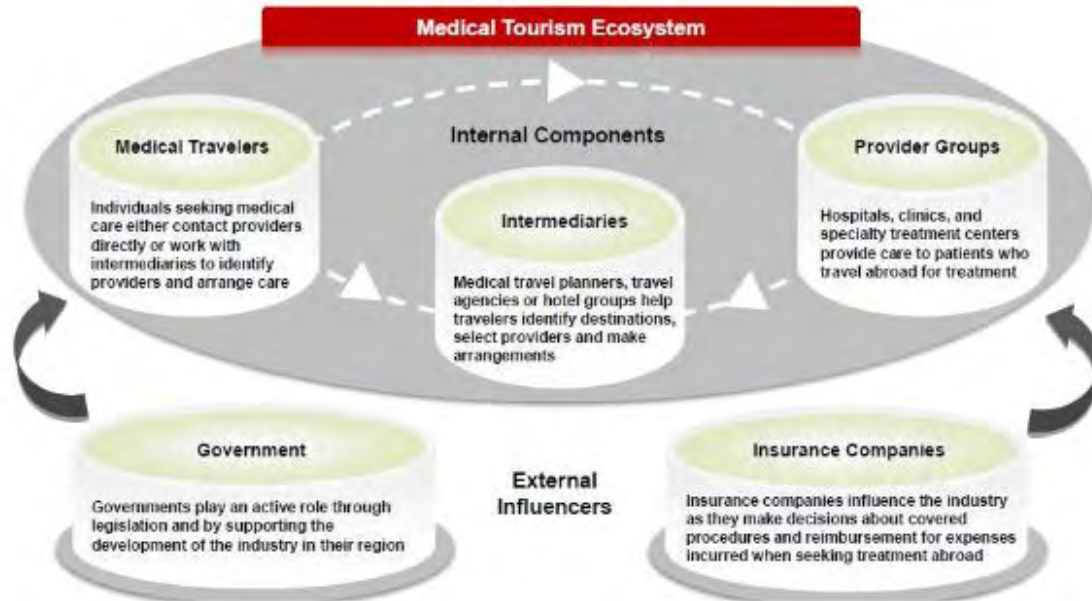 Medical Tourism Ecosystem
Internal Components
Medical Travelers
Individuals seeking medical
care either contact providers
directly or work with
intermediaries to identify
providers and arrange care
Intermediaries
Medical travel planners, travel
agencies or hotel groups help
travelers identify destinations,
select providers and make
arrangements
Provider Groups
Hospitals, clinics, and
specialty treatment centers
provide care to patients who
travel abroad for treatment
Government
Governments play an active role through
legislation and by supporting the
development of the industry in their region
External
Influencers
Insurance Companies
Insurance companies influence the industry
as they make decisions about covered
procedures and reimbursement for expenses
incurred when seeking treatment abroad